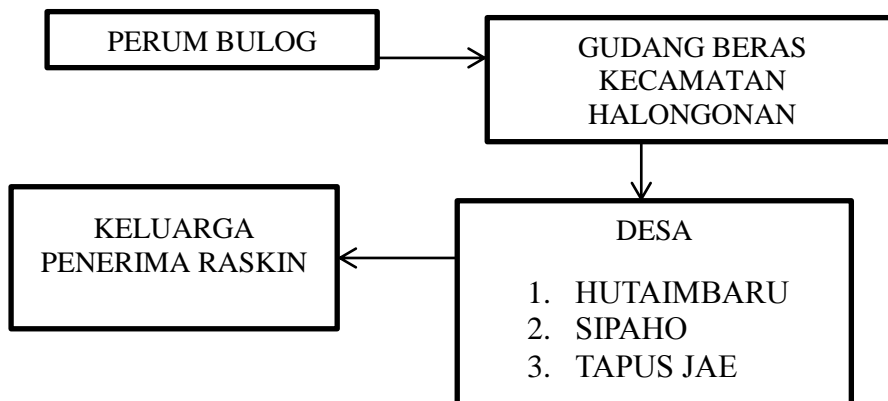 PERUM BULOG
GUDANG BERAS
KECAMATAN
HALONGONAN
KELUARGA
PENERIMA RASKIN
DESA
1. HUTAIMBARU
2. SIPAHO
3. TAPUS JAE